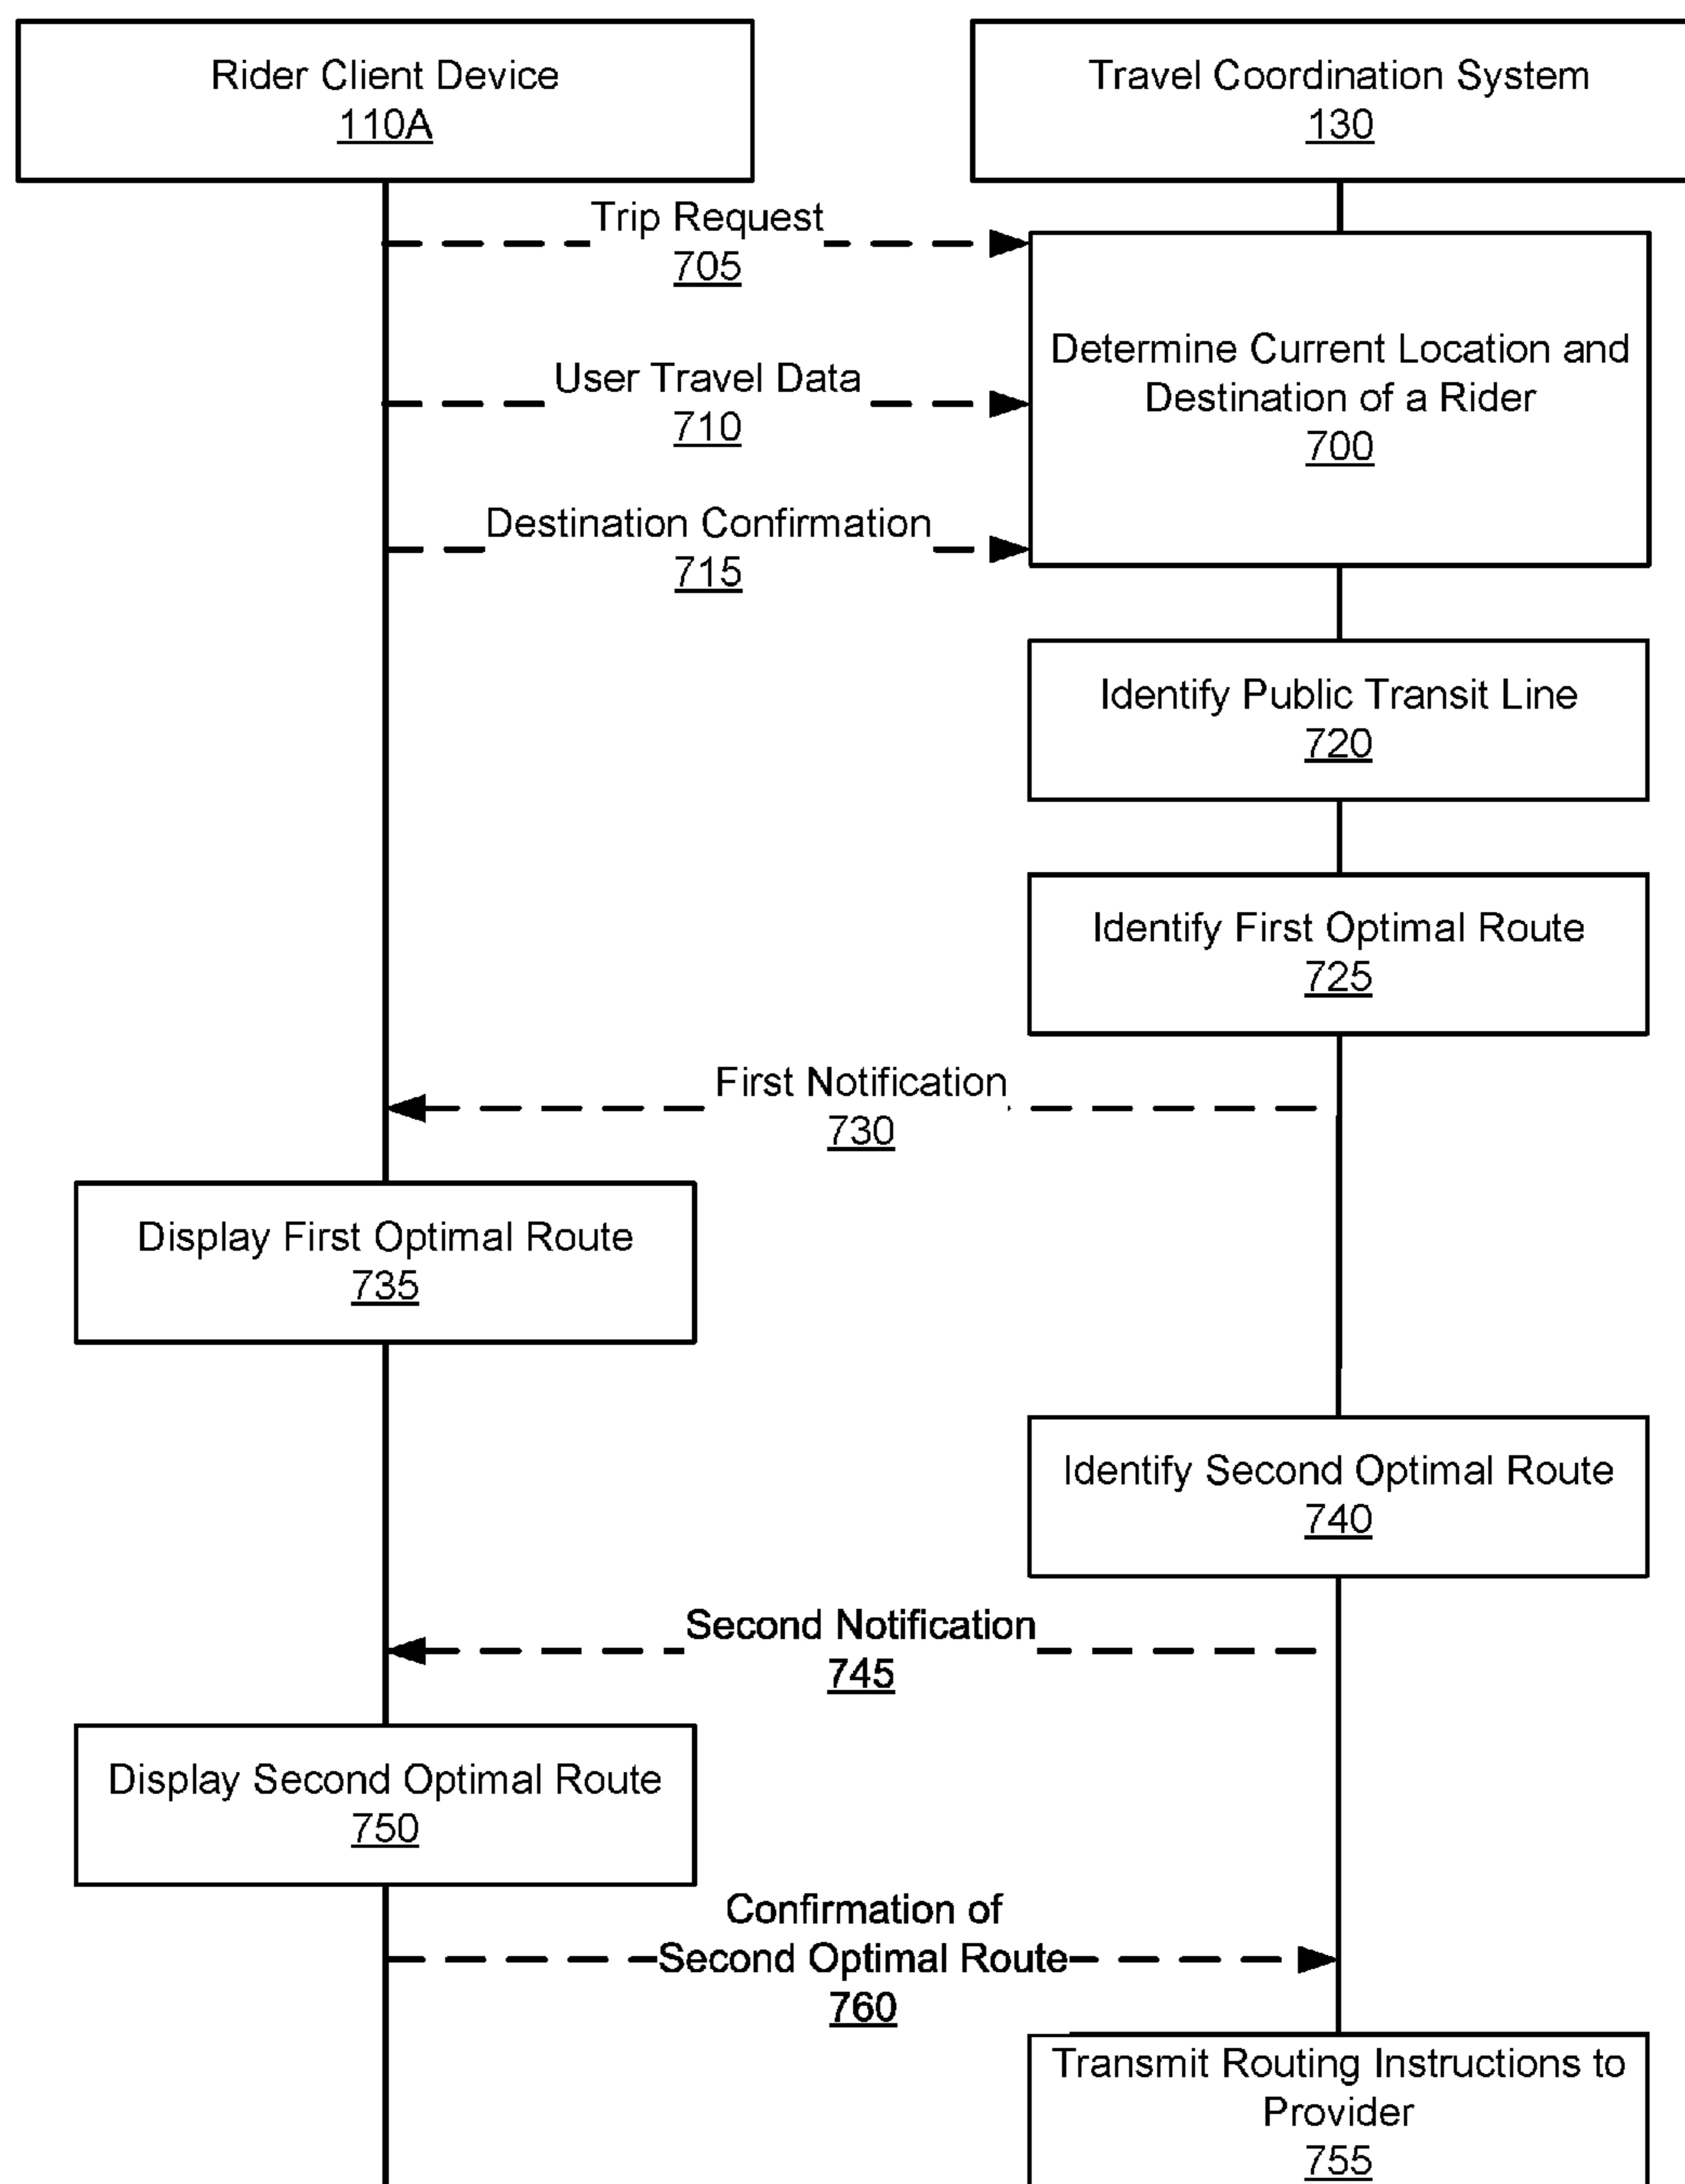 Rider Client Device
110A
Travel Coordination System
130
Trip Request
705
User Travel Data
710
Destination Confirmation
715
Determine Current Location and
Destination of a Rider
700
Identify Public Transit Line
720
Identify First Optimal Route
725
First Notification
730
Display First Optimal Route
735
Identify Second Optimal Route
740
Second Notification
745
Display Second Optimal Route
750
Confirmation of
Second Optimal Route
760
Transmit Routing Instructions to
Provider
755